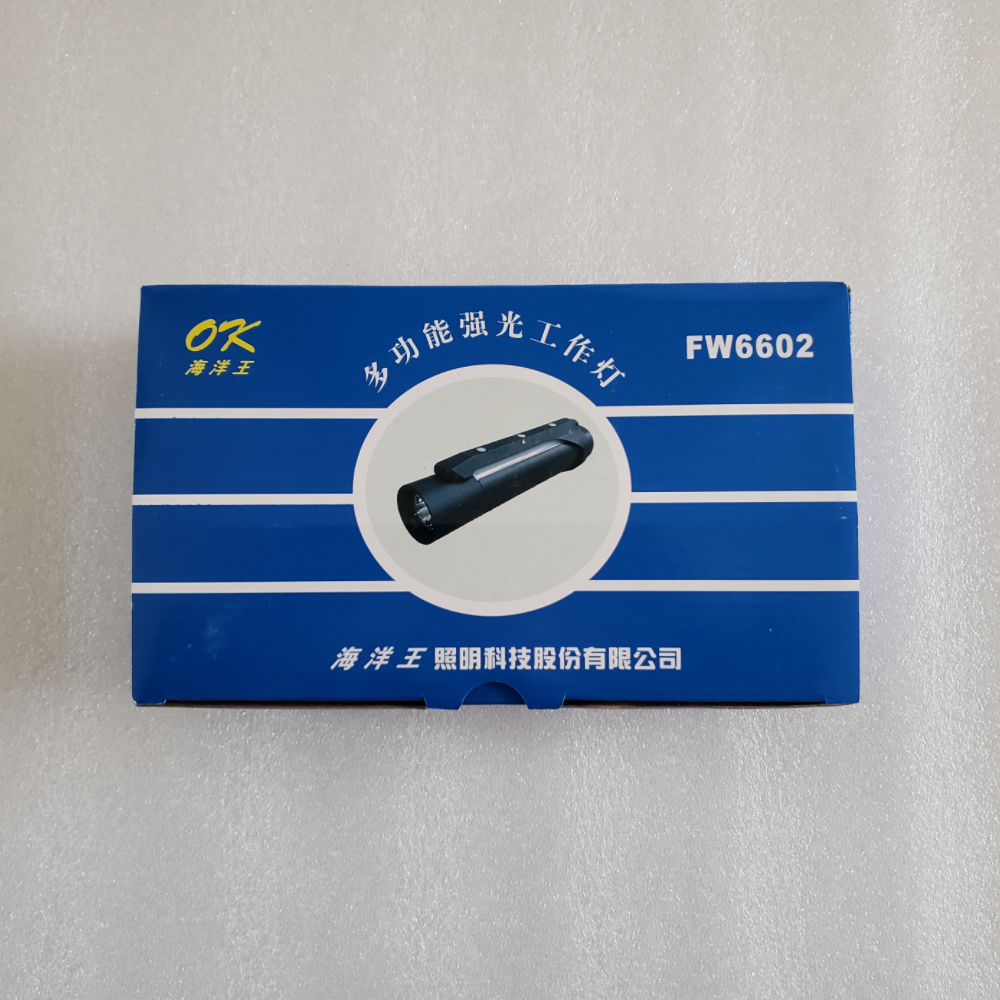 OK
海洋王
多功能强光工作灯
FW6602
海洋王 照明科技股份有限公司